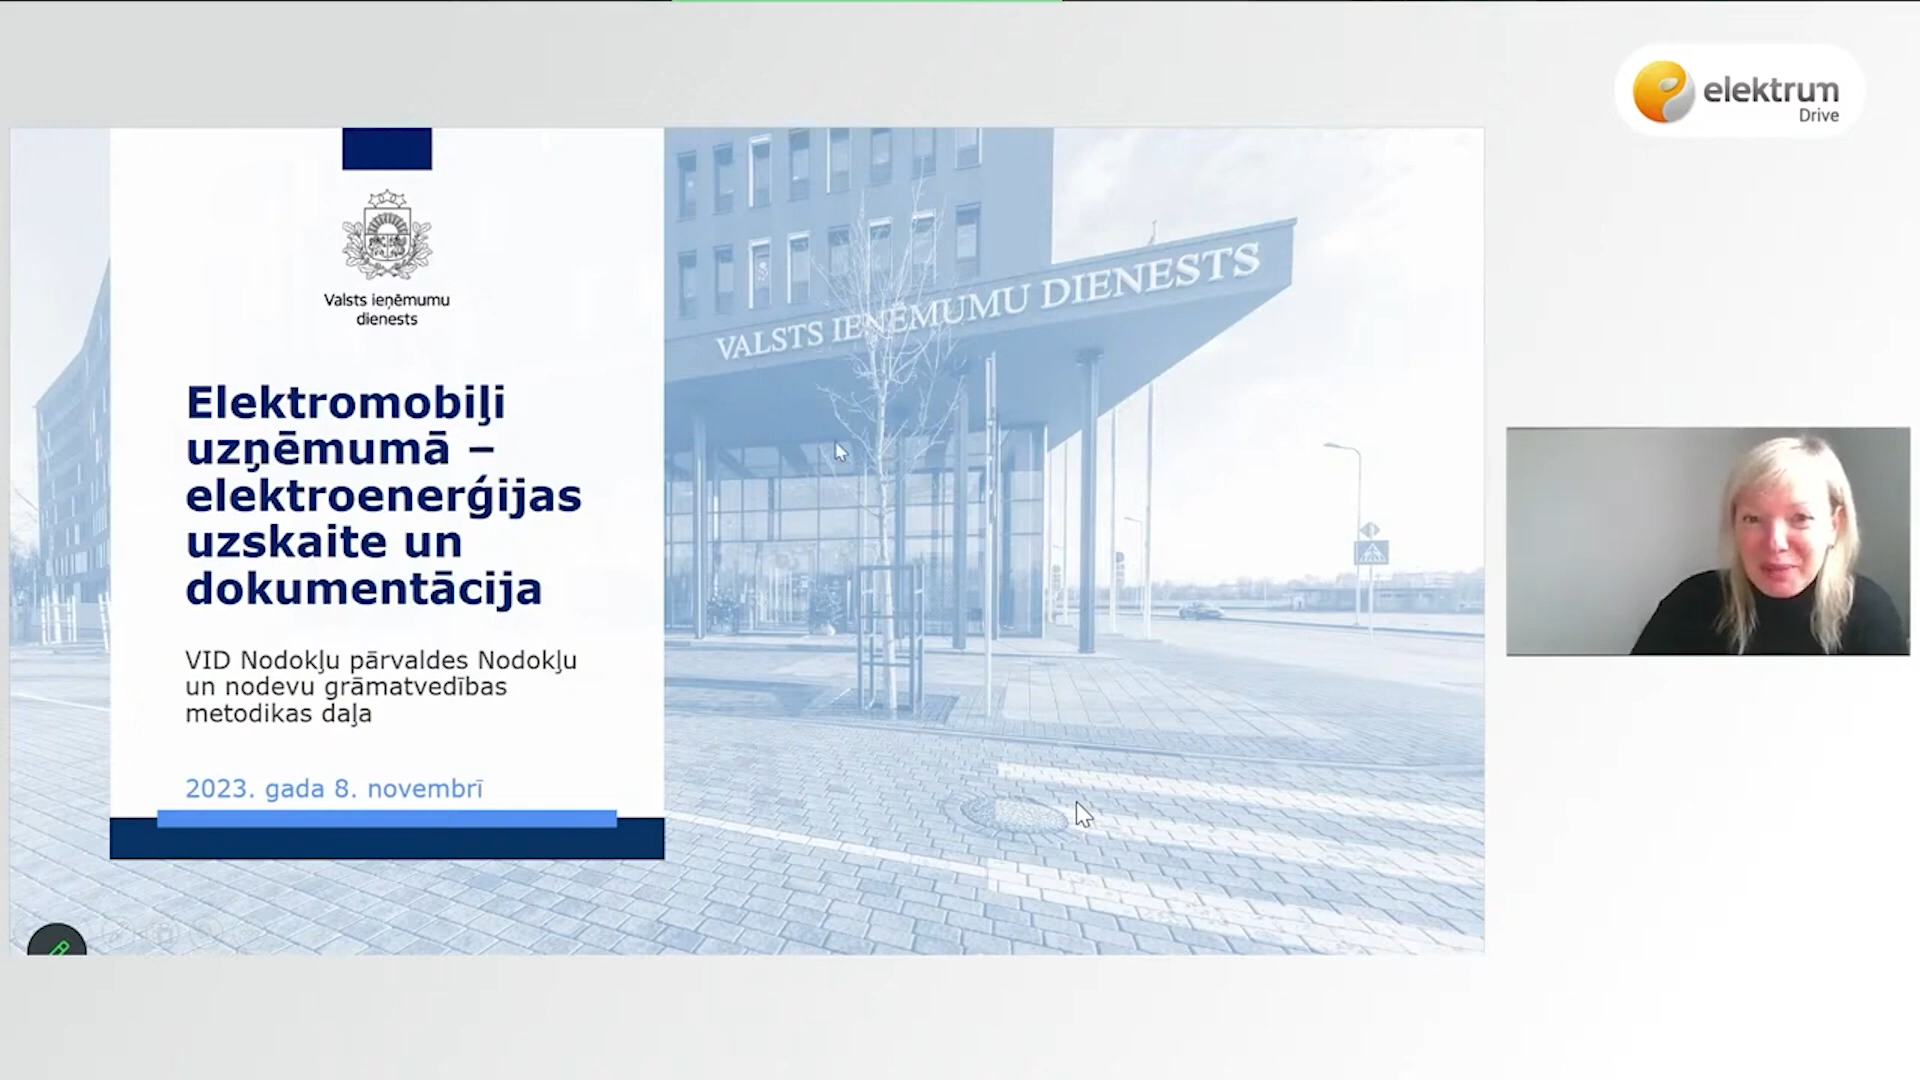 elektrum
Drive
Valsts ieņēmumu
dienests
Elektromobiļi
uzņēmumā –
elektroenerģijas
uzskaite un
dokumentācija
VID Nodokļu pārvaldes Nodokļu
un nodevu grāmatvedības
metodikas daļa
2023. gada 8. novembrī
VALSTS IEŅĒMUMU DIENESTS